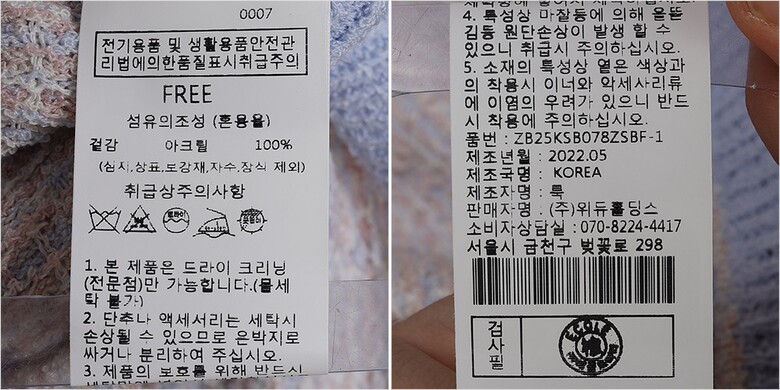 0007
전기용품 및 생활용품안전관
리법에의한품질표시취급주의
FREE
섬유의조성 (혼용율)
겉감 아크릴 100%
(심지,상표,보강재,자수,장식 제외)
취급상주의사항
드라이
1. 본 제품은 드라이 크리닝
(전문점)만 가능합니다.(물세
탁 불가)
2. 단추나 액세서리는 세탁시
손상될 수 있으므로 은박지로
싸거나 분리하여 주십시오.
3. 제품의 보호를 위해 반드시
4. 특성상 마찰등에 의해 올뜯
김등 원단손상이 발생 할 수
있으니 취급시 주의하십시오.
5. 소재의 특성상 옅은 색상과
의 착용시 이너와 악세사리류
에 이염의 우려가 있으니 반드
시 착용에 주의하십시오.
품번 : ZB25KSB078ZSBF-1
제조년월 : 2022.05
제조국명 : KOREA
제조자명 : 룩
판매자명 : (주)위듀홀딩스
소비자상담실 : 070-8224-4417
서울시 금천구 벚꽃로 298
검사필
ECOLE